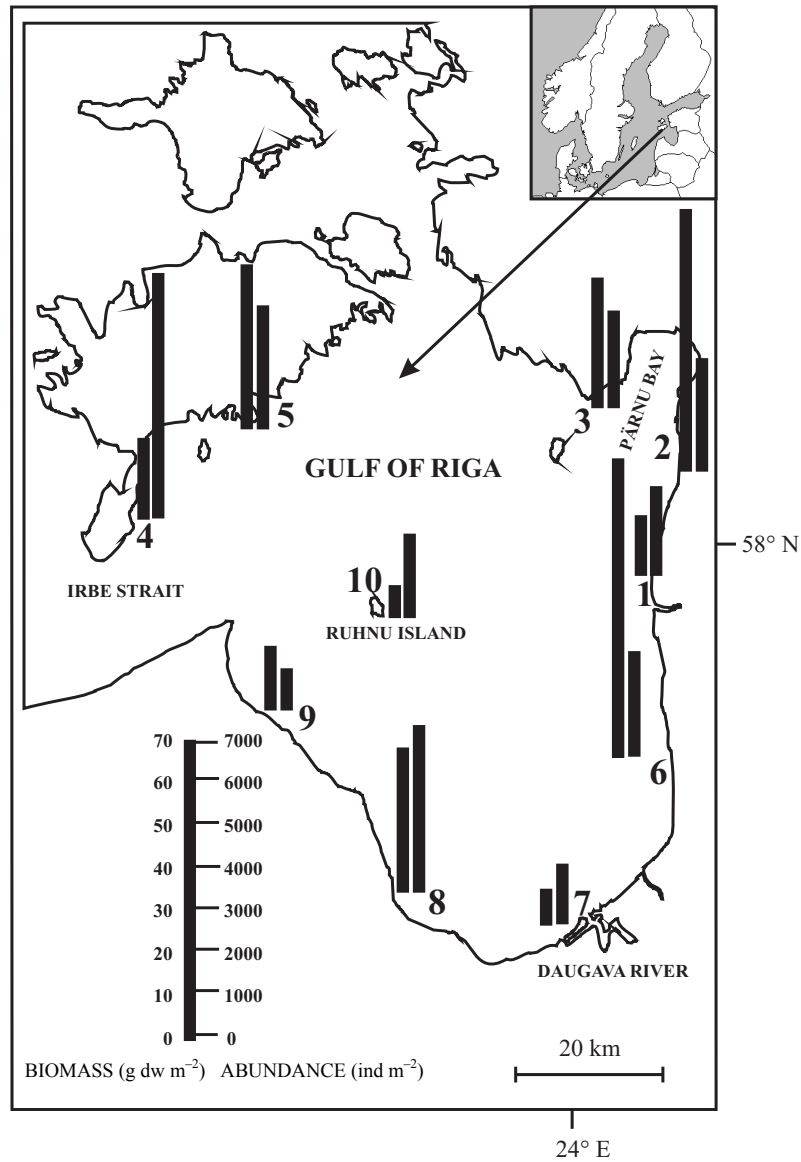 5
3
PÄRNU BAY
2
GULF OF RIGA
4
58° N
10
1
IRBE STRAIT
RUHNU ISLAND
9
70 7000
6
60 6000
50 5000
40 4000
8
7
30 3000
20 2000
DAUGAVA RIVER
10 1000
0 0
20 km
BIOMASS (g dw m⁻²) ABUNDANCE (ind m⁻²)
24° E